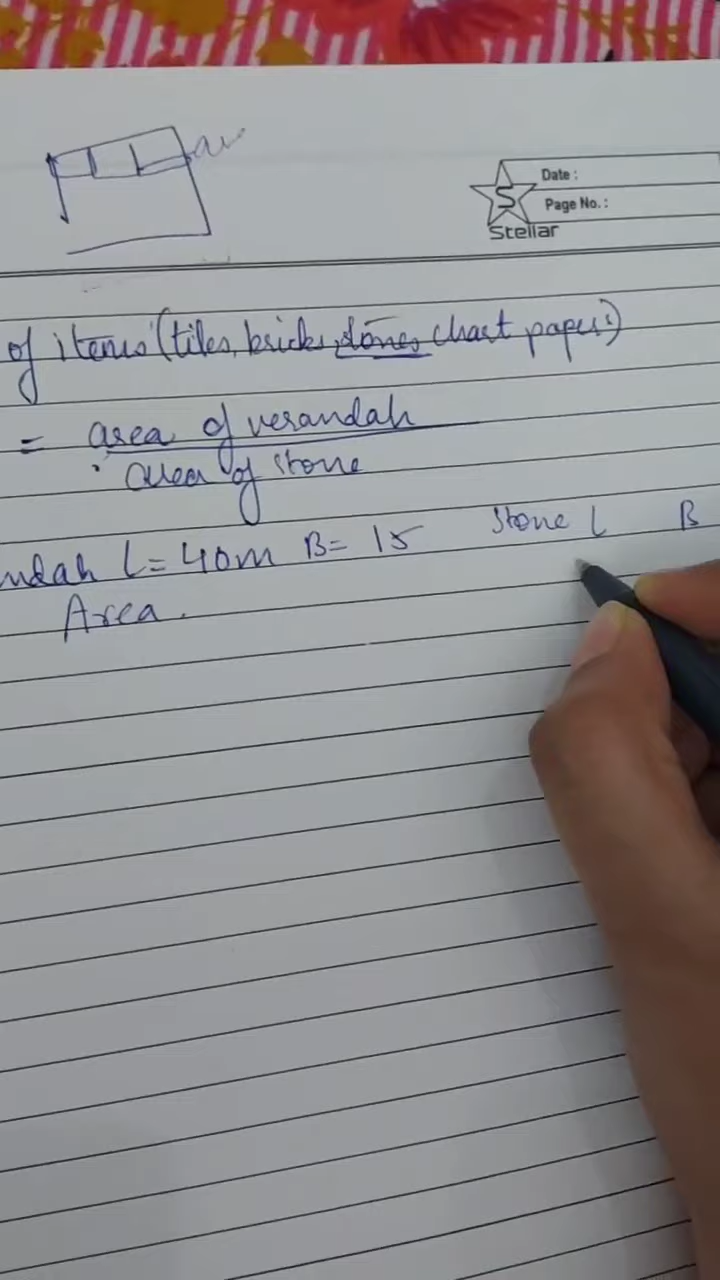 Date :
S
Page No. :
Stellar
of items (tiles, bricks, stones, chart paper)
= area of verandah
area of stone
ndah L = 40m B = 15
Stone L B
Area.